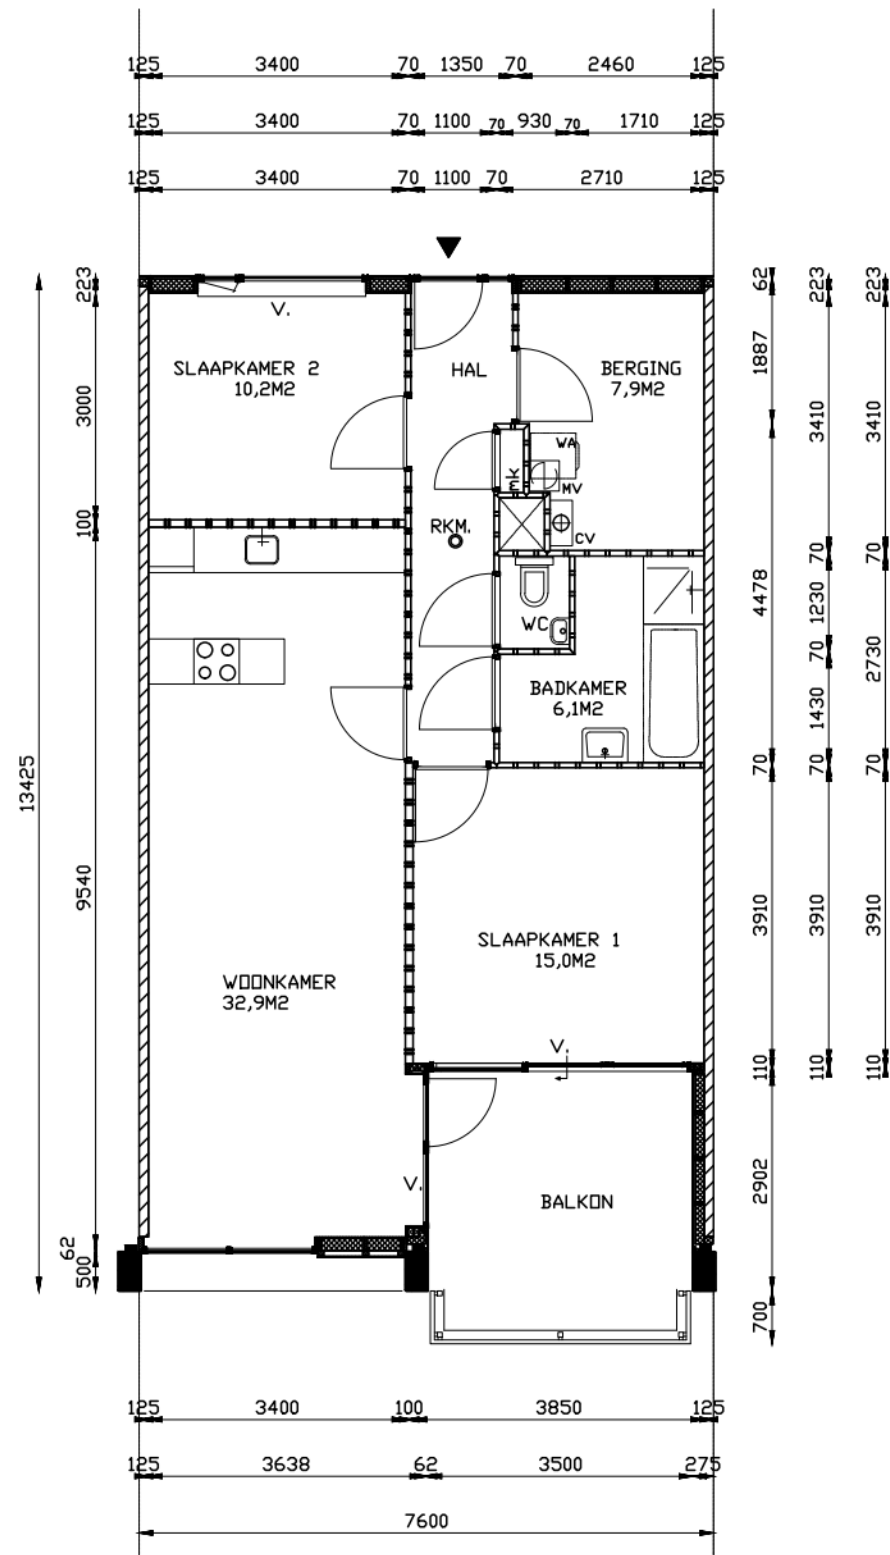 125 3400 70 1350 70 2460 125
125 3400 70 1100 70 930 70 1710 125
125 3400 70 1100 70 2710 125
223 62 223 223
V.
SLAAPKAMER 2
10,2M2
HAL
BERGING
7,9M2
3000
1887
3410
3410
WA
MK
MV
CV
RKM.
100
70
70
4478
1230
WC
70
2730
BADKAMER
6,1M2
1430
70
70
70
13425
9540
3910
3910
3910
SLAAPKAMER 1
15,0M2
WOONKAMER
32,9M2
V.
110
110
110
V.
BALKON
2902
62
500
700
125 3400 100 3850 125
125 3638 62 3500 275
7600